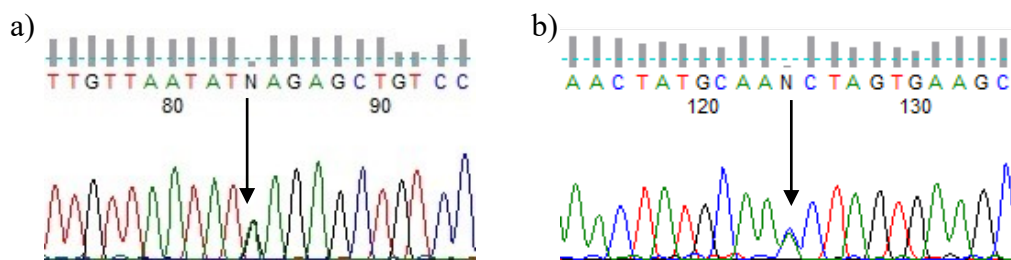 a)
TTGTTAATATNAGAGCTGTCC
80 90
b)
AACTATGCAANCTAGTGAAGC
120 130